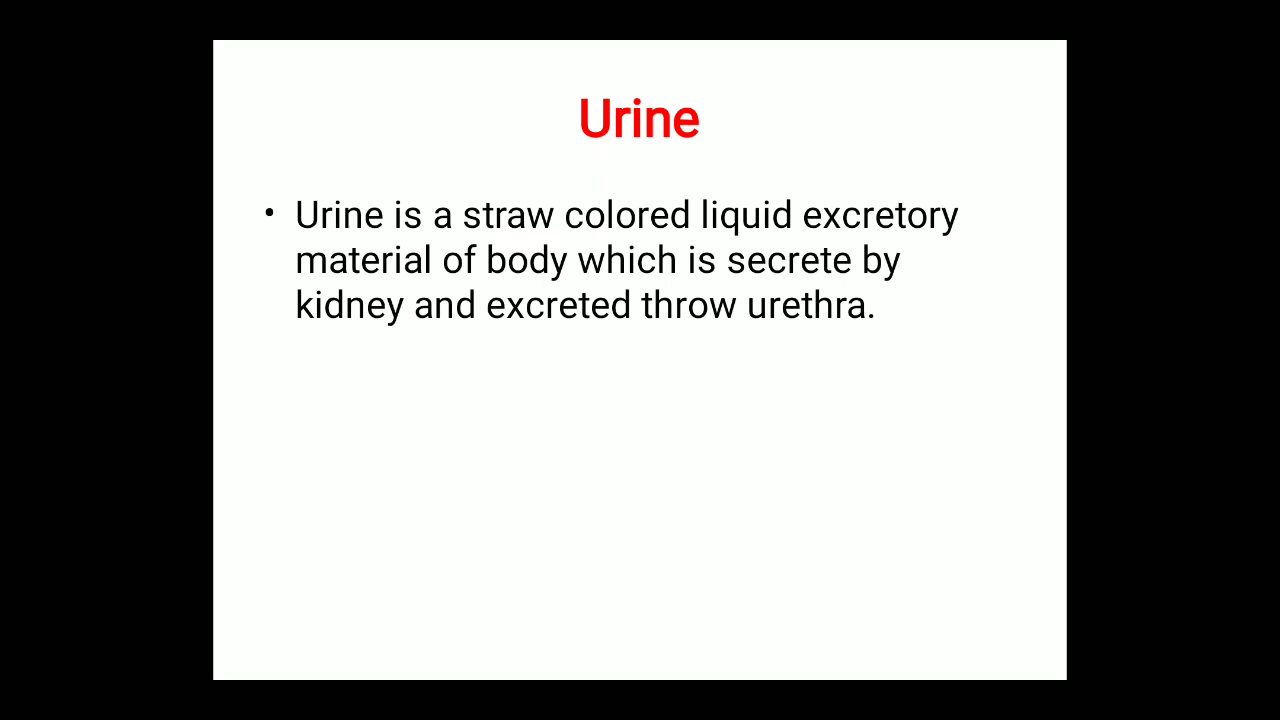 Urine
• Urine is a straw colored liquid excretory
material of body which is secrete by
kidney and excreted throw urethra.